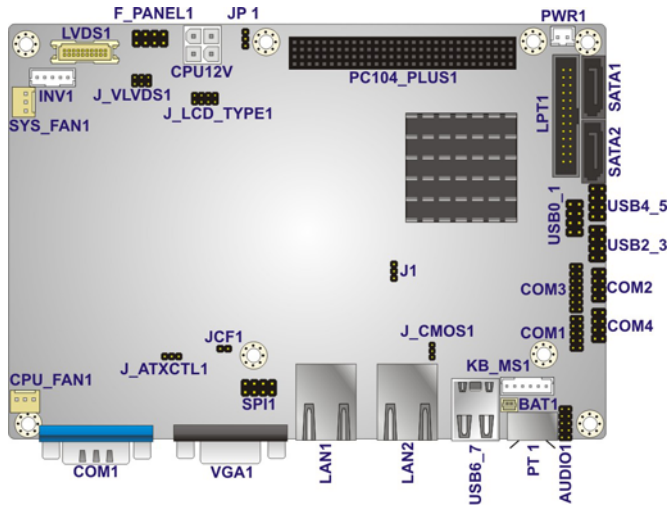 F_PANEL1
JP 1
PWR1
LVDS1
CPU12V
PC104_PLUS1
INV1
J_VLVDS1
J_LCD_TYPE1
SYS_FAN1
LPT1
SATA1
SATA2
USB0_1
USB4_5
USB2_3
J1
COM3
COM2
COM1
COM4
JCF1
J_CMOS1
J_ATXCTL1
KB_MS1
CPU_FAN1
SPI1
BAT1
COM1
VGA1
LAN1
LAN2
USB6_7
PT 1
AUDIO1